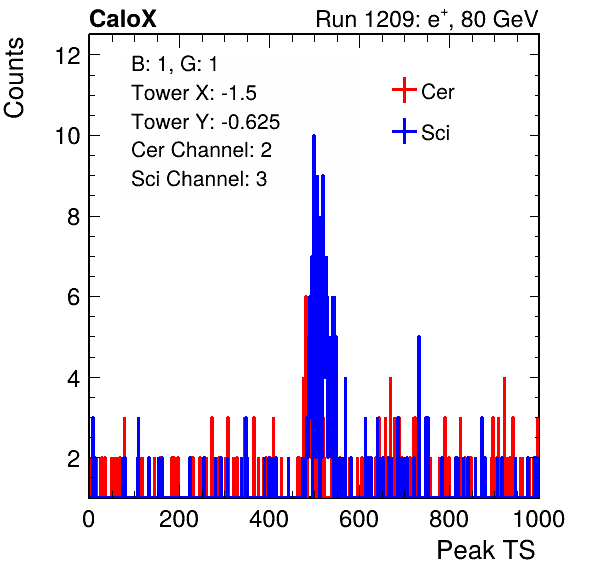 CaloX Run 1209: e⁺, 80 GeV
B: 1, G: 1
Tower X: -1.5
Tower Y: -0.625
Cer Channel: 2
Sci Channel: 3
Cer
Sci
Counts
12
10
8
6
4
2
0 200 400 600 800 1000
Peak TS